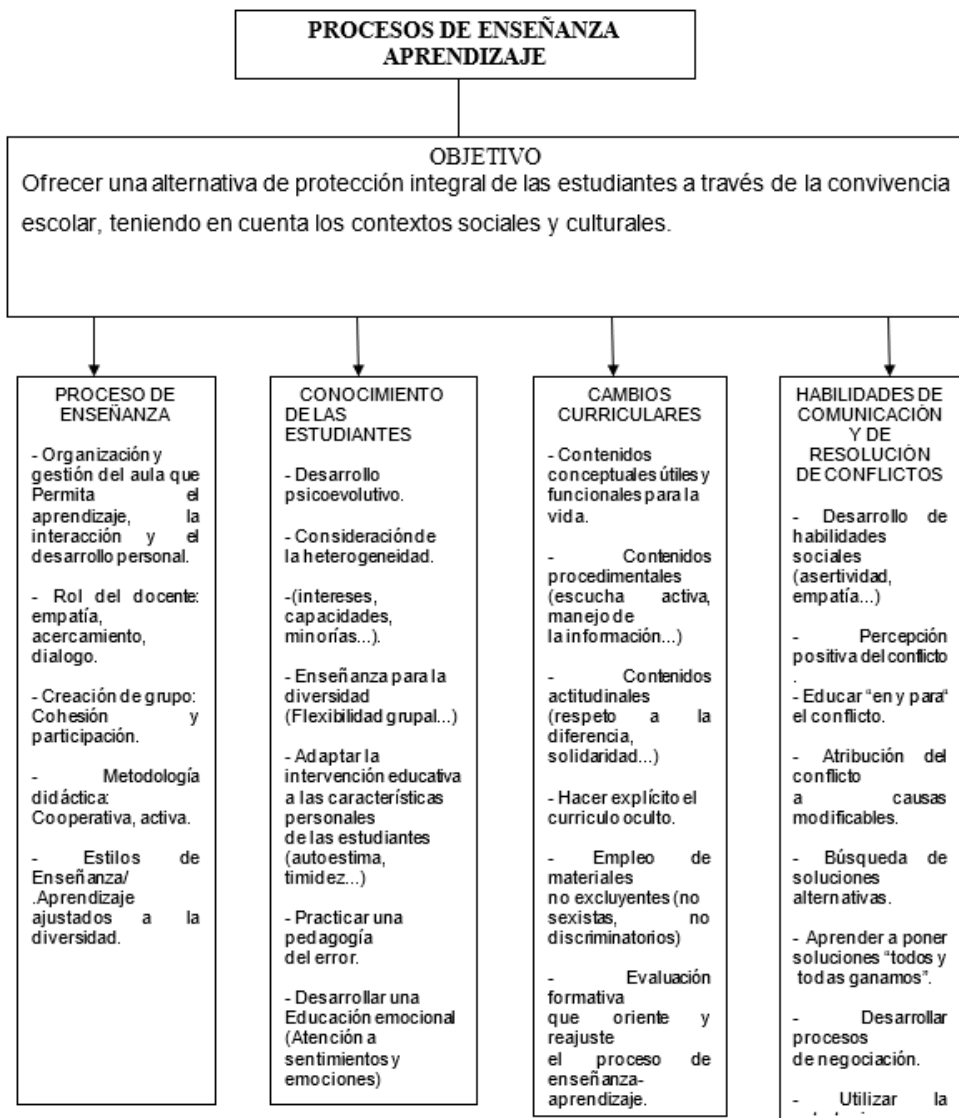 PROCESOS DE ENSEÑANZA
APRENDIZAJE
OBJETIVO
Ofrecer una alternativa de protección integral de las estudiantes a través de la convivencia
escolar, teniendo en cuenta los contextos sociales y culturales.
PROCESO DE
ENSEÑANZA
- Organización y
gestión del aula que
Permita el
aprendizaje, la
interacción y el
desarrollo personal.
- Rol del docente:
empatía,
acercamiento,
dialogo.
- Creación de grupo:
Cohesión y
participación.
- Metodología
didáctica:
Cooperativa, activa.
- Estilos de
Enseñanza/
.Aprendizaje
ajustados a la
diversidad.
CONOCIMIENTO
DE LAS
ESTUDIANTES
- Desarrollo
psicoevolutivo.
- Consideración de
la heterogeneidad.
-(intereses,
capacidades,
minorías...).
- Enseñanza para la
diversidad
(Flexibilidad grupal...)
- Adaptar la
intervención educativa
a las características
personales
de las estudiantes
(autoestima,
timidez...)
- Practicar una
pedagogía
del error.
- Desarrollar una
Educación emocional
(Atención a
sentimientos y
emociones)
CAMBIOS
CURRICULARES
- Contenidos
conceptuales útiles y
funcionales para la
vida.
- Contenidos
procedimentales
(escucha activa,
manejo de
la información...)
- Contenidos
actitudinales
(respeto a la
diferencia,
solidaridad...)
- Hacer explícito el
curriculo oculto.
- Empleo de
materiales
no excluyentes (no
sexistas, no
discriminatorios)
- Evaluación
formativa
que oriente y
reajuste
el proceso de
enseñanza-
aprendizaje.
HABILIDADES DE
COMUNICACIÓN
Y DE
RESOLUCIÓN
DE CONFLICTOS
- Desarrollo de
habilidades
sociales
(asertividad,
empatía...)
- Percepción
positiva del conflicto
.
- Educar "en y para"
el conflicto.
- Atribución del
conflicto
a causas
modificables.
- Búsqueda de
soluciones
alternativas.
- Aprender a poner
soluciones "todos y
todas ganamos".
- Desarrollar
procesos
de negociación.
- Utilizar la